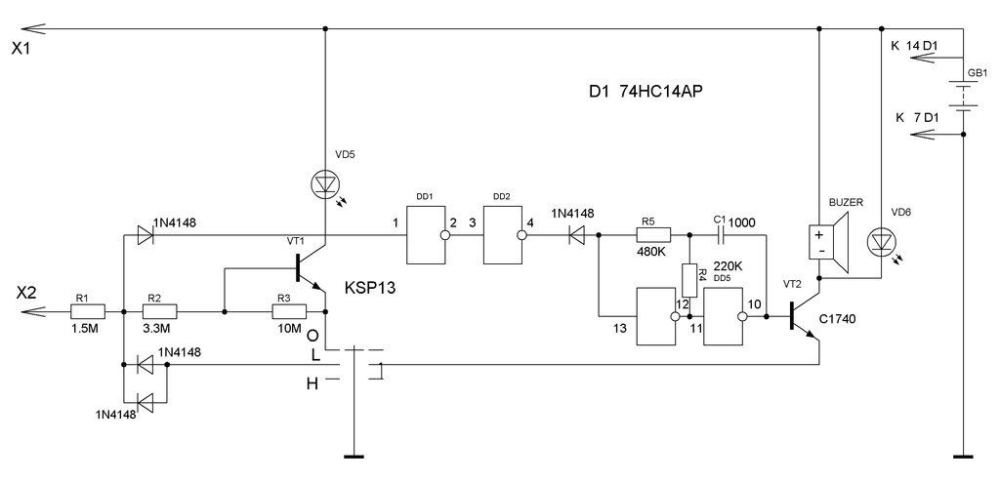 X1
K 14 D1
GB1
D1 74HC14AP
K 7 D1
VD5
DD1
DD2
BUZER
1N4148
1
2
3
4
1N4148
R5
C1
1000
VD6
+
-
480K
VT1
R4
220K
DD5
X2
KSP13
VT2
R1
R2
R3
12
10
C1740
1.5M
3.3M
10M
13
11
O
L
1N4148
H
1
1N4148